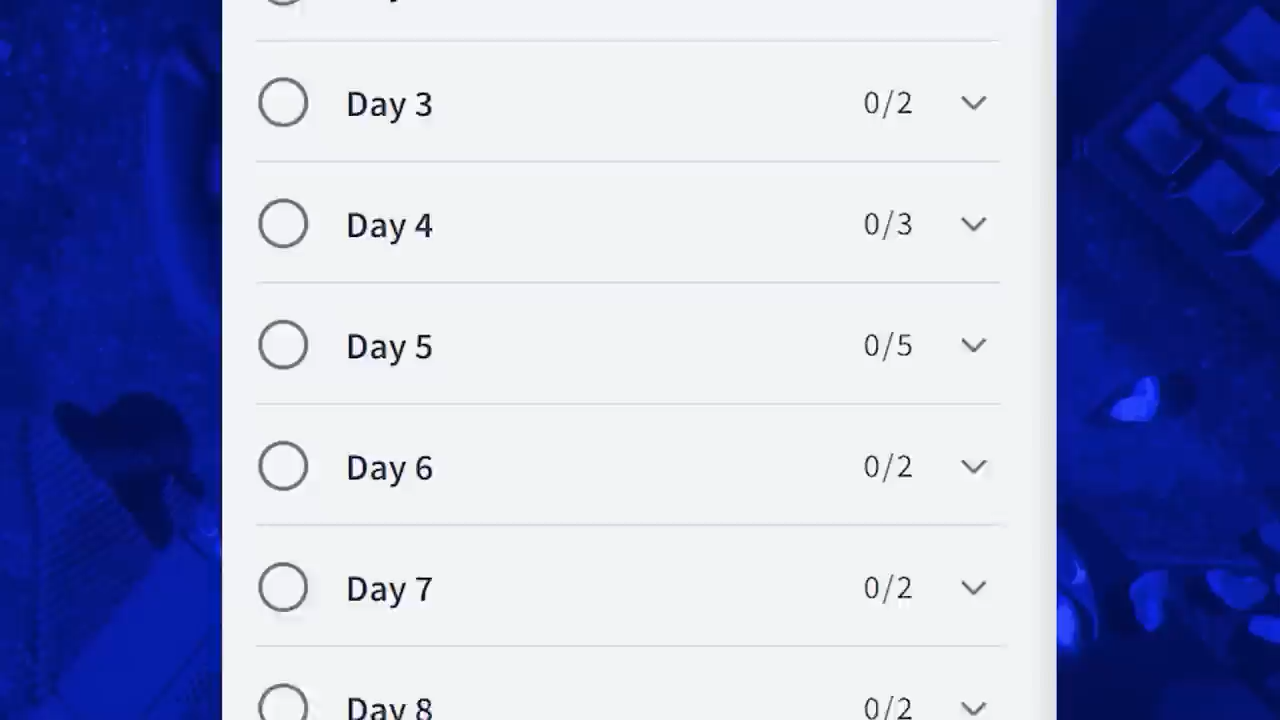 Day 3 0/2
Day 4 0/3
Day 5 0/5
Day 6 0/2
Day 7 0/2
Day 8 0/2